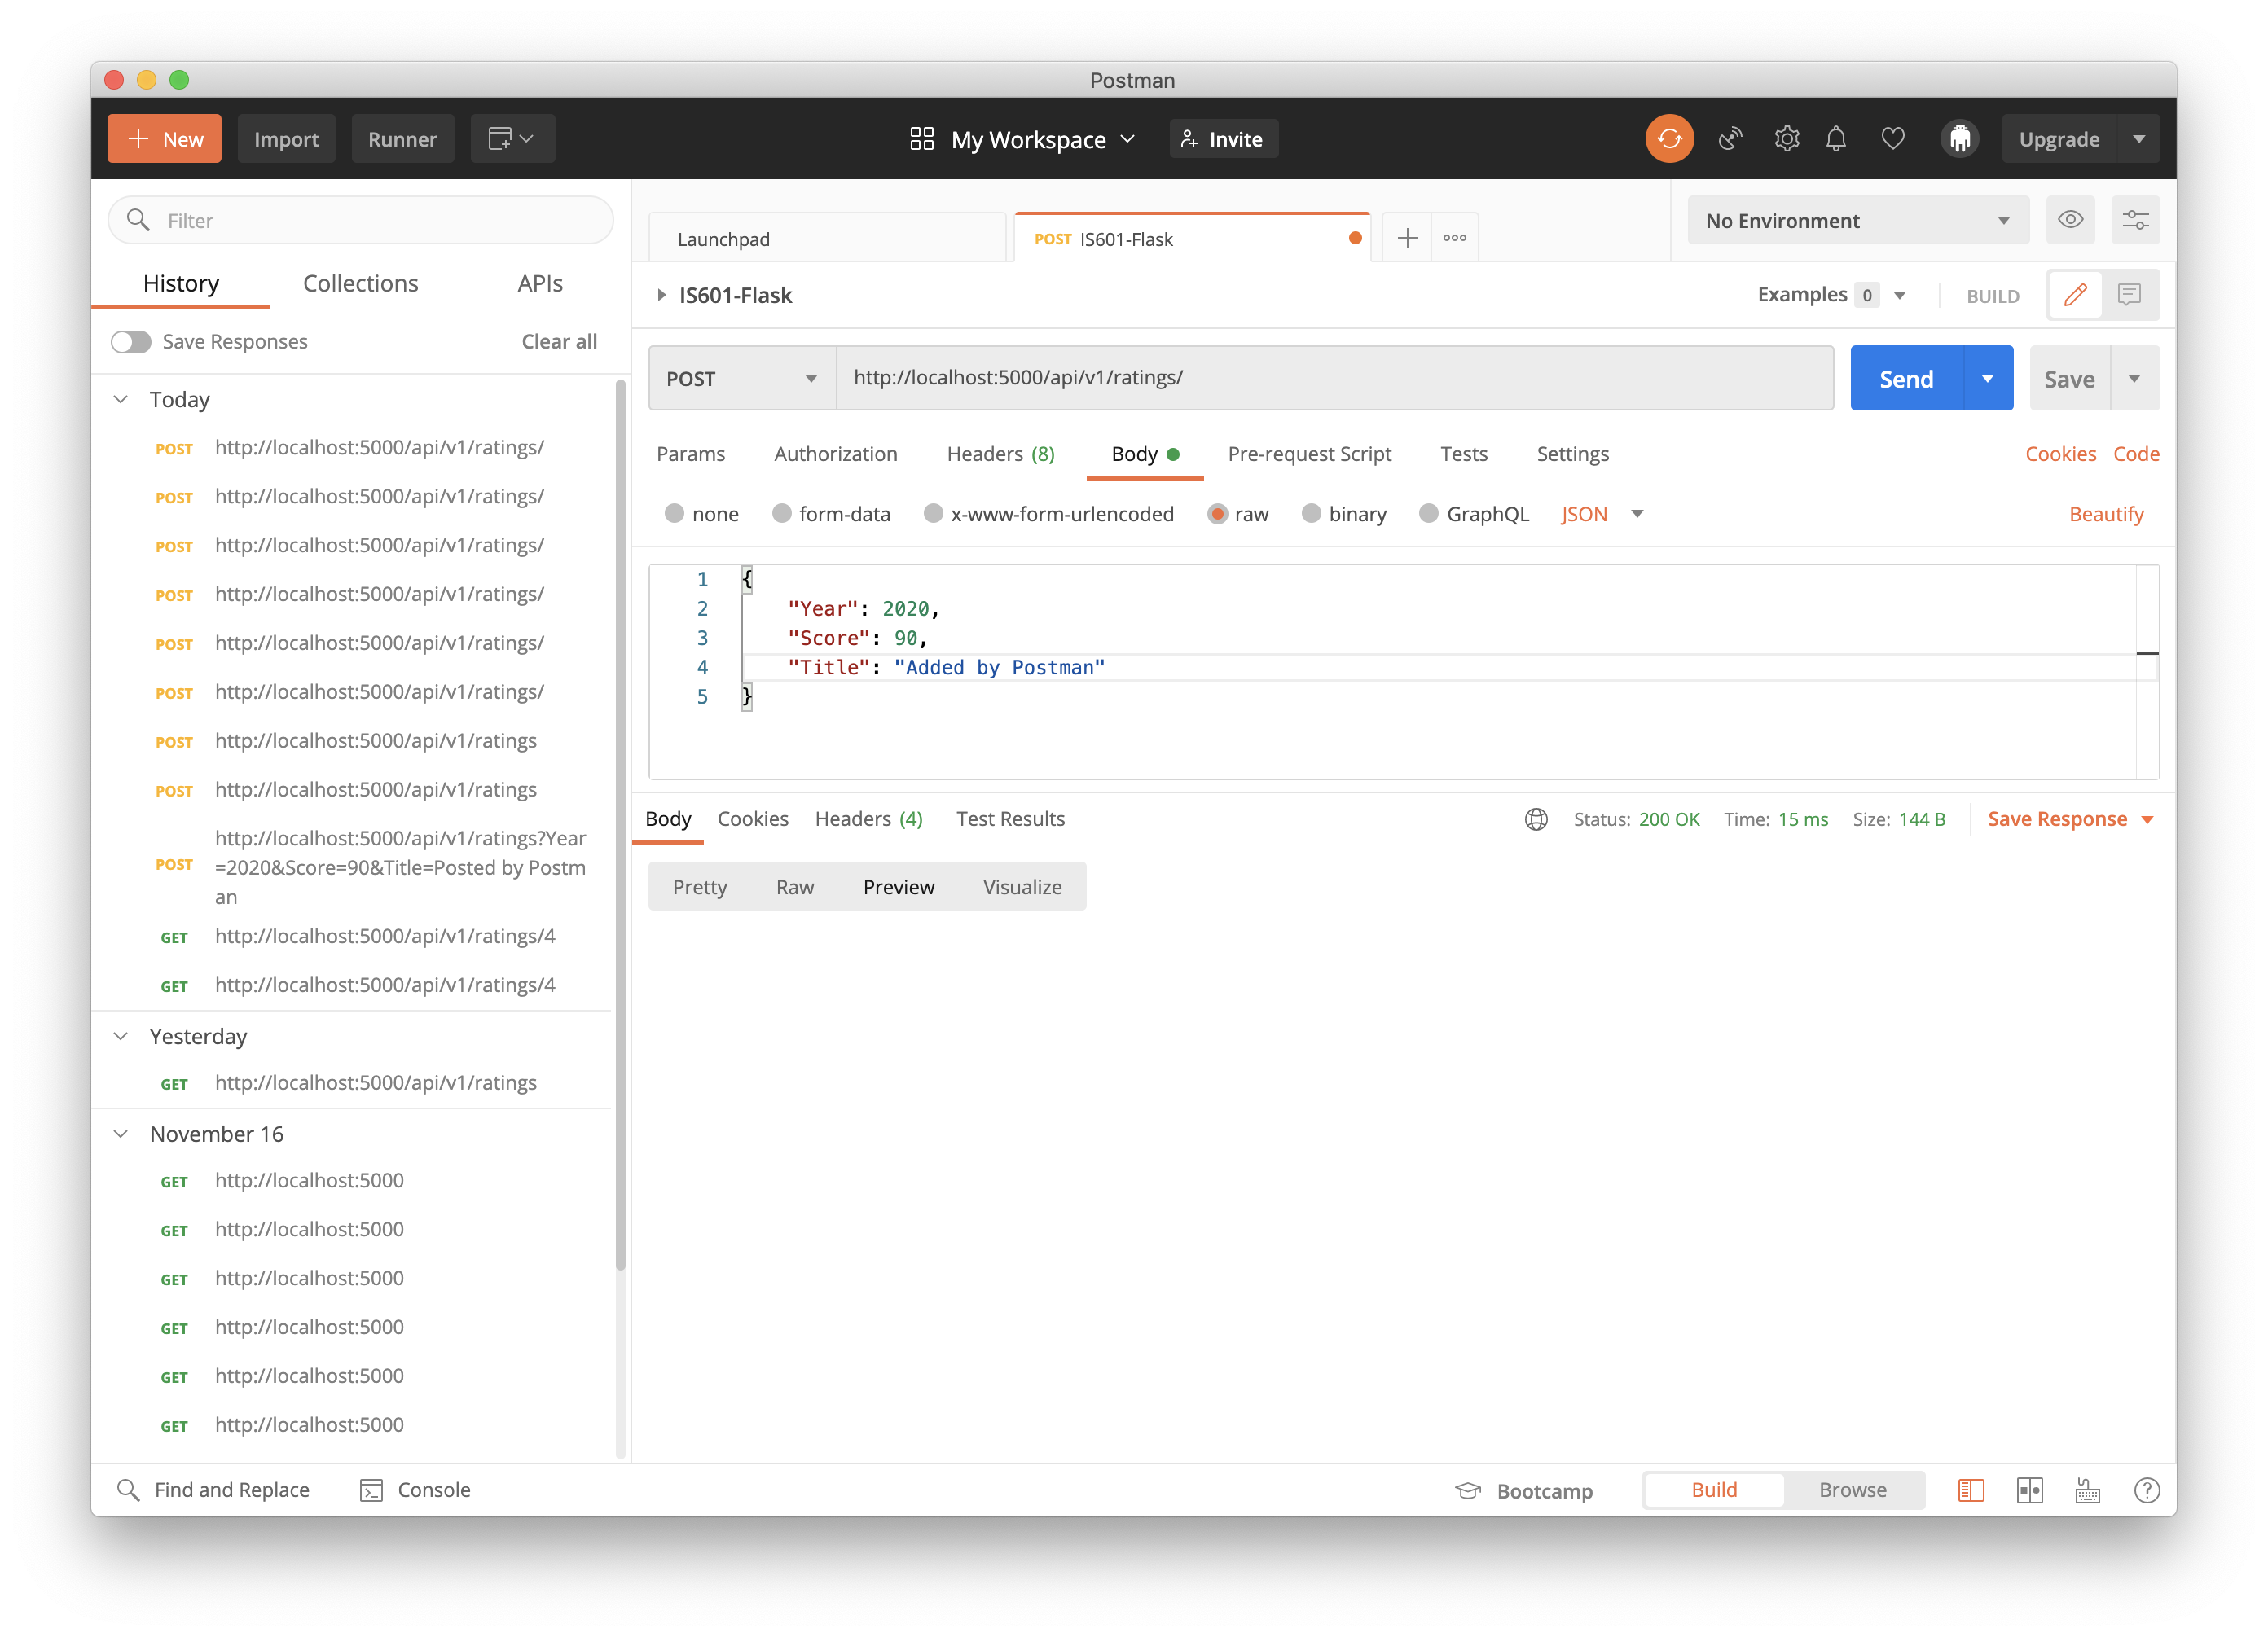 Postman
New
Import
Runner
My Workspace
Invite
Upgrade
Filter
History
Collections
APIs
Save Responses
Clear all
Today
POST http://localhost:5000/api/v1/ratings/
POST http://localhost:5000/api/v1/ratings/
POST http://localhost:5000/api/v1/ratings/
POST http://localhost:5000/api/v1/ratings/
POST http://localhost:5000/api/v1/ratings/
POST http://localhost:5000/api/v1/ratings/
POST http://localhost:5000/api/v1/ratings
POST http://localhost:5000/api/v1/ratings
POST http://localhost:5000/api/v1/ratings?Year
=2020&Score=90&Title=Posted by Postm
an
GET http://localhost:5000/api/v1/ratings/4
GET http://localhost:5000/api/v1/ratings/4
Yesterday
GET http://localhost:5000/api/v1/ratings
November 16
GET http://localhost:5000
GET http://localhost:5000
GET http://localhost:5000
GET http://localhost:5000
GET http://localhost:5000
GET http://localhost:5000
Launchpad
POST IS601-Flask
No Environment
IS601-Flask
Examples 0
BUILD
POST
http://localhost:5000/api/v1/ratings/
Send
Save
Params
Authorization
Headers (8)
Body
Pre-request Script
Tests
Settings
Cookies
Code
none
form-data
x-www-form-urlencoded
raw
binary
GraphQL
JSON
Beautify
1 {
2 "Year": 2020,
3 "Score": 90,
4 "Title": "Added by Postman"
5 }
Body
Cookies
Headers (4)
Test Results
Status: 200 OK
Time: 15 ms
Size: 144 B
Save Response
Pretty
Raw
Preview
Visualize
Find and Replace
Console
Bootcamp
Build
Browse